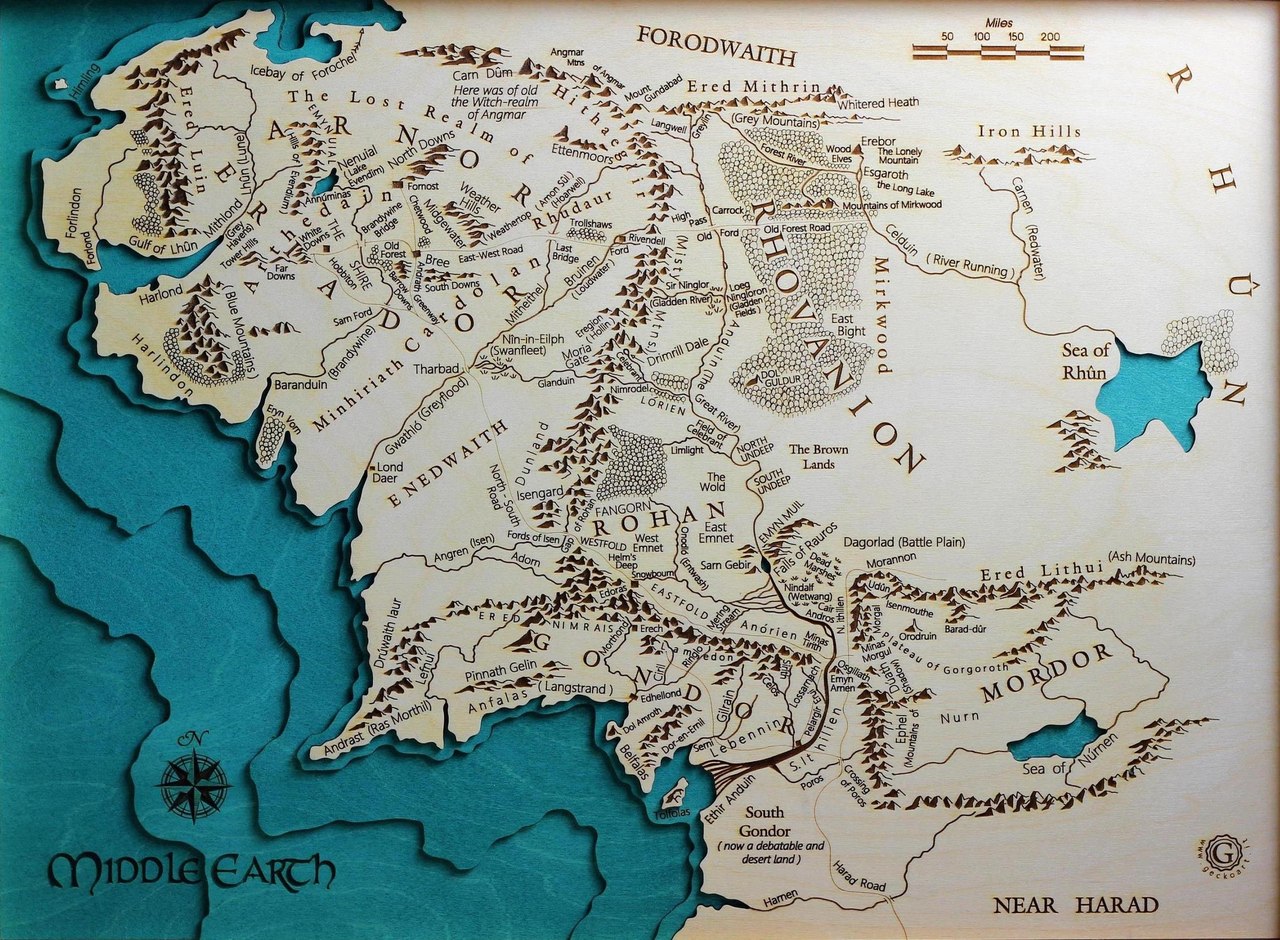 FORODWAITH
Miles
50 100 150 200
R H Û N
Himling
Icebay of Forochel
Carn Dûm
Angmar
Mtns
of Angmar
Mount
Gundabad
Ered Mithrin
(Grey Mountains)
Whitered Heath
Here was of old
the Witch-realm
of Angmar
The Lost Realm of
ARNOR
ERIADOR
Arthedain
Ered Luin
Lhûn (Lune)
EMYN UIAL
(Hills of Evendim)
Nenuial
(Lake
Evendim)
Annúminas
North Downs
Fornost
Ettenmoors
Langwell
Greylin
Forest River
Wood
Elves
Erebor
The Lonely
Mountain
Esgaroth
the Long Lake
Iron Hills
Carnen
(Redwater)
Mountains of Mirkwood
Carrock
Old Ford
Old Forest Road
High
Pass
Celduin (River Running)
RHOVANION
Mirkwood
East
Bight
Forlindon
Forlond
Gulf of Lhûn
Mithlond
(Grey
Havens)
Tower Hills
White
Downs
Far
Downs
THE
SHIRE
Hobbiton
Brandywine
Bridge
Old
Forest
Barrow
Downs
Chetwood
Bree
Andrath
Greenway
South Downs
Midgewater
Weather
Hills
Weathertop
(Amon Sûl)
(Hoarwell)
Rhudaur
Trollshaws
East-West Road
Last
Bridge
Rivendell
Ford
Bruinen
(Loudwater)
Mitheithel
Cardolan
Harlond
Harlindon
Blue Mountains
Sarn Ford
Baranduin
(Brandywine)
Minhiriath
Eryn Vorn
Tharbad
Nîn-in-Eilph
(Swanfleet)
Glanduin
Eregion
(Hollin)
Moria
Gate
Misty
Mtns)
Sir Ninglor
(Gladden River)
Loeg
Ningloron
(Gladden
Fields)
Drimrill Dale
Nimrodel
LÓRIEN
Anduin (The
Great River)
Field of
Celebrant
DOL
GULDUR
Sea of
Rhûn
Gwathló (Greyflood)
Lond
Daer
ENEDWAITH
Dunland
North-South
Road
Isengard
FANGORN
Limlight
The
Wold
NORTH
UNDEEP
SOUTH
UNDEEP
The Brown
Lands
ROHAN
Gap
of Rohan
Angren (Isen)
Adorn
Fords of Isen
WESTFOLD
Helm's
Deep
West
Emnet
East
Emnet
Onodló (Entwash)
Snowbourn
Edoras
EASTFOLD
Sarn Gebir
EMYN MUIL
Falls of Rauros
Dead
Marshes
Nindalf
(Wetwang)
Cair
Andros
Mering
Stream
Dagorlad (Battle Plain)
Morannon
Udûn
Isenmouthe
Ered Lithui
(Ash Mountains)
Barad-dûr
Orodruin
Plateau of Gorgoroth
MORDOR
Morgai
Minas
Morgul
N. Ithilien
Anórien
Minas
Tirith
Osgiliath
Emyn
Arnen
Ephel Dúath
(Mountains of Shadow)
Nurn
Sea of Núrnen
Drúwaith Iaur
Lefnui
ERED NIMRAIS
GONDOR
Morthond
Erech
Lamedon
Ciril
Ringló
Pinnath Gelin
Anfalas (Langstrand)
Andrast (Ras Morthil)
Edhellond
Dol Amroth
Belfalas
Dor-en-Ernil
Gilrain
Serni
Celos
Lossarnach
Lebennin
Pelargir
S. Ithilien
Poros
Crossing
of Poros
Ethir Anduin
Tolfolas
South
Gondor
(now a debatable and
desert land)
Harad Road
Harnen
NEAR HARAD
N
MIDDLE EARTH
G
www.geckoart.it